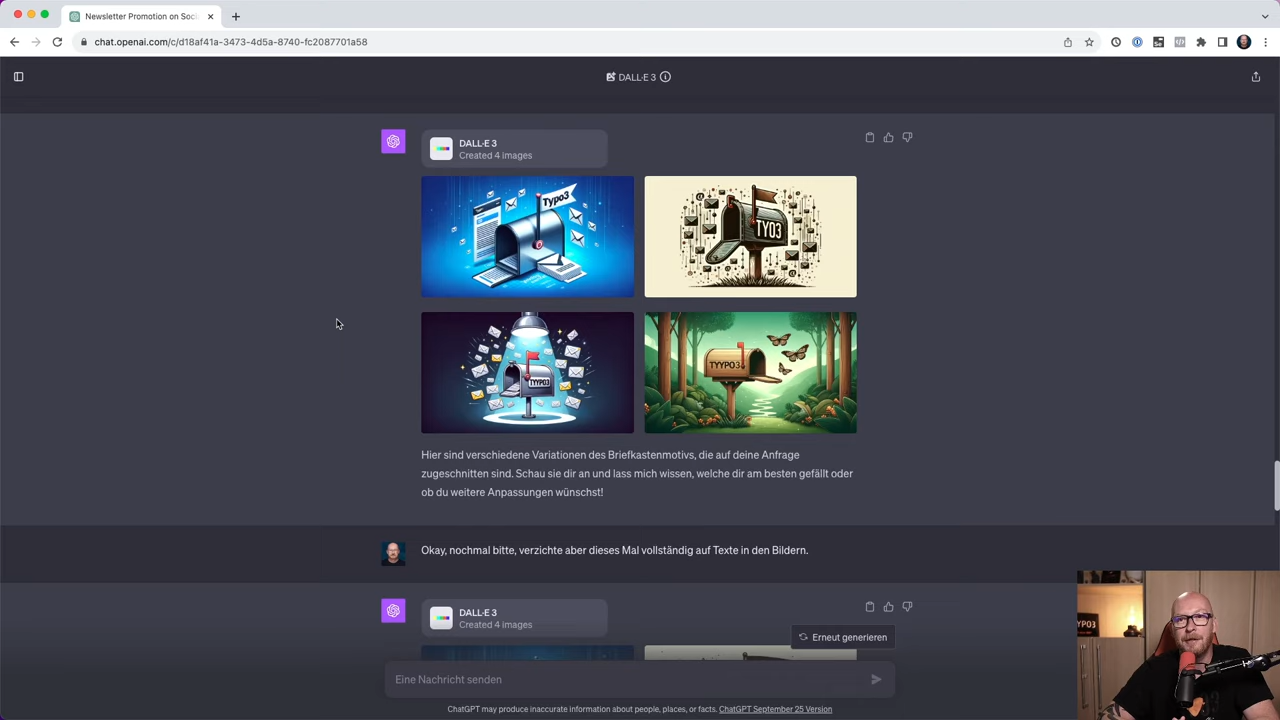 Newsletter Promotion on Soci
chat.openai.com/c/d18af41a-3473-4d5a-8740-fc2087701a58
DALL·E 3
DALL·E 3
Created 4 images
Typo3
TYO3
TYYPO3
TYYPO3
Hier sind verschiedene Variationen des Briefkastenmotivs, die auf deine Anfrage
zugeschnitten sind. Schau sie dir an und lass mich wissen, welche dir am besten gefällt oder
ob du weitere Anpassungen wünschst!
Okay, nochmal bitte, verzichte aber dieses Mal vollständig auf Texte in den Bildern.
DALL·E 3
Created 4 images
Erneut generieren
YPO3
Eine Nachricht senden
ChatGPT may produce inaccurate information about people, places, or facts. ChatGPT September 25 Version